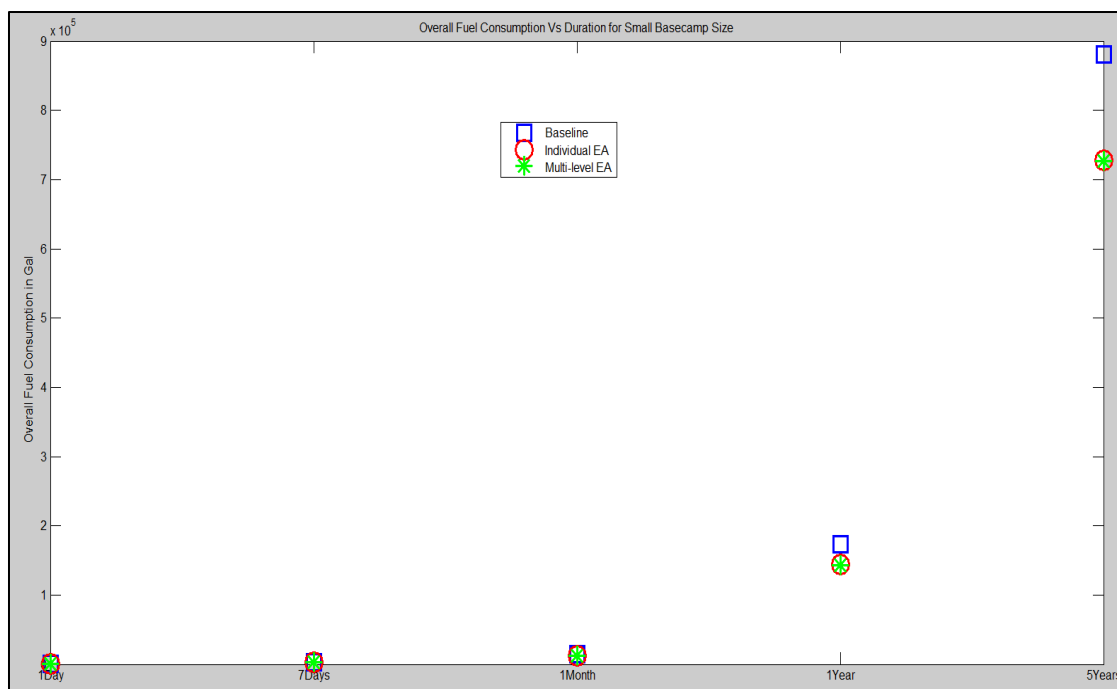 Overall Fuel Consumption Vs Duration for Small Basecamp Size
x 10^5
9
8
7
6
5
4
3
2
1
Overall Fuel Consumption in Gal
Baseline
Individual EA
Multi-level EA
1Day 7Days 1Month 1Year 5Years